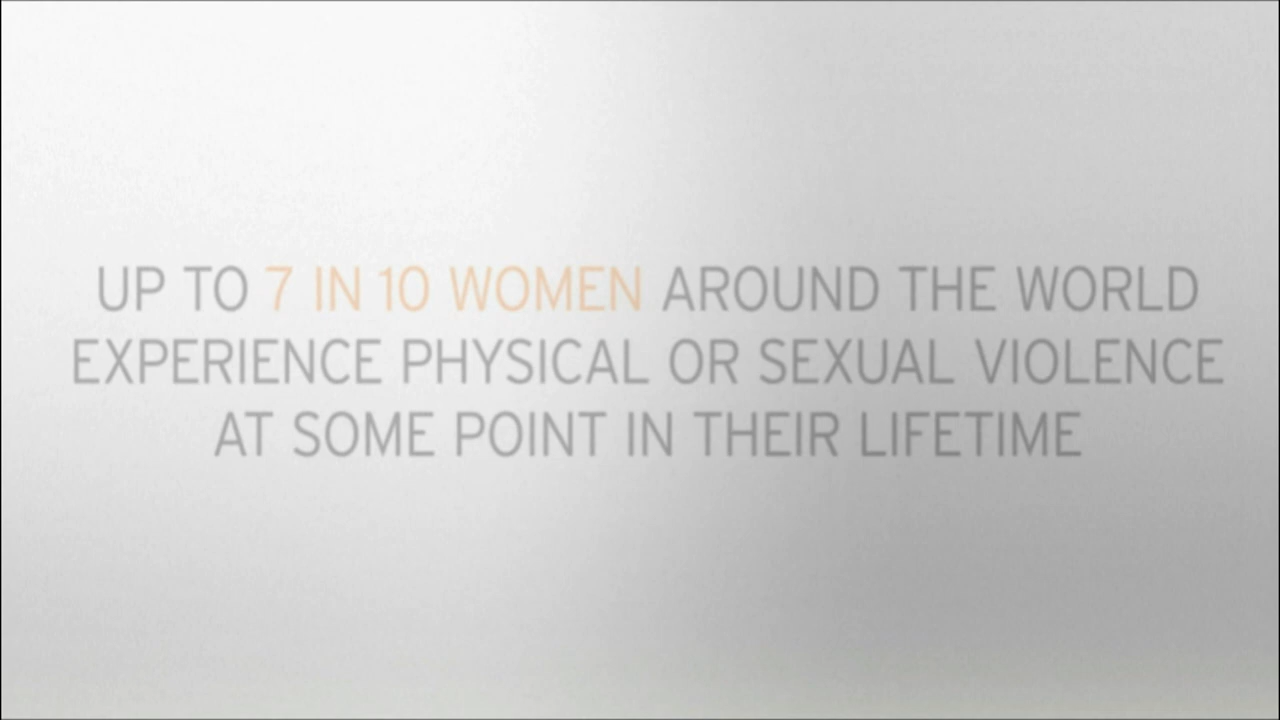 UP TO 7 IN 10 WOMEN AROUND THE WORLD
EXPERIENCE PHYSICAL OR SEXUAL VIOLENCE
AT SOME POINT IN THEIR LIFETIME